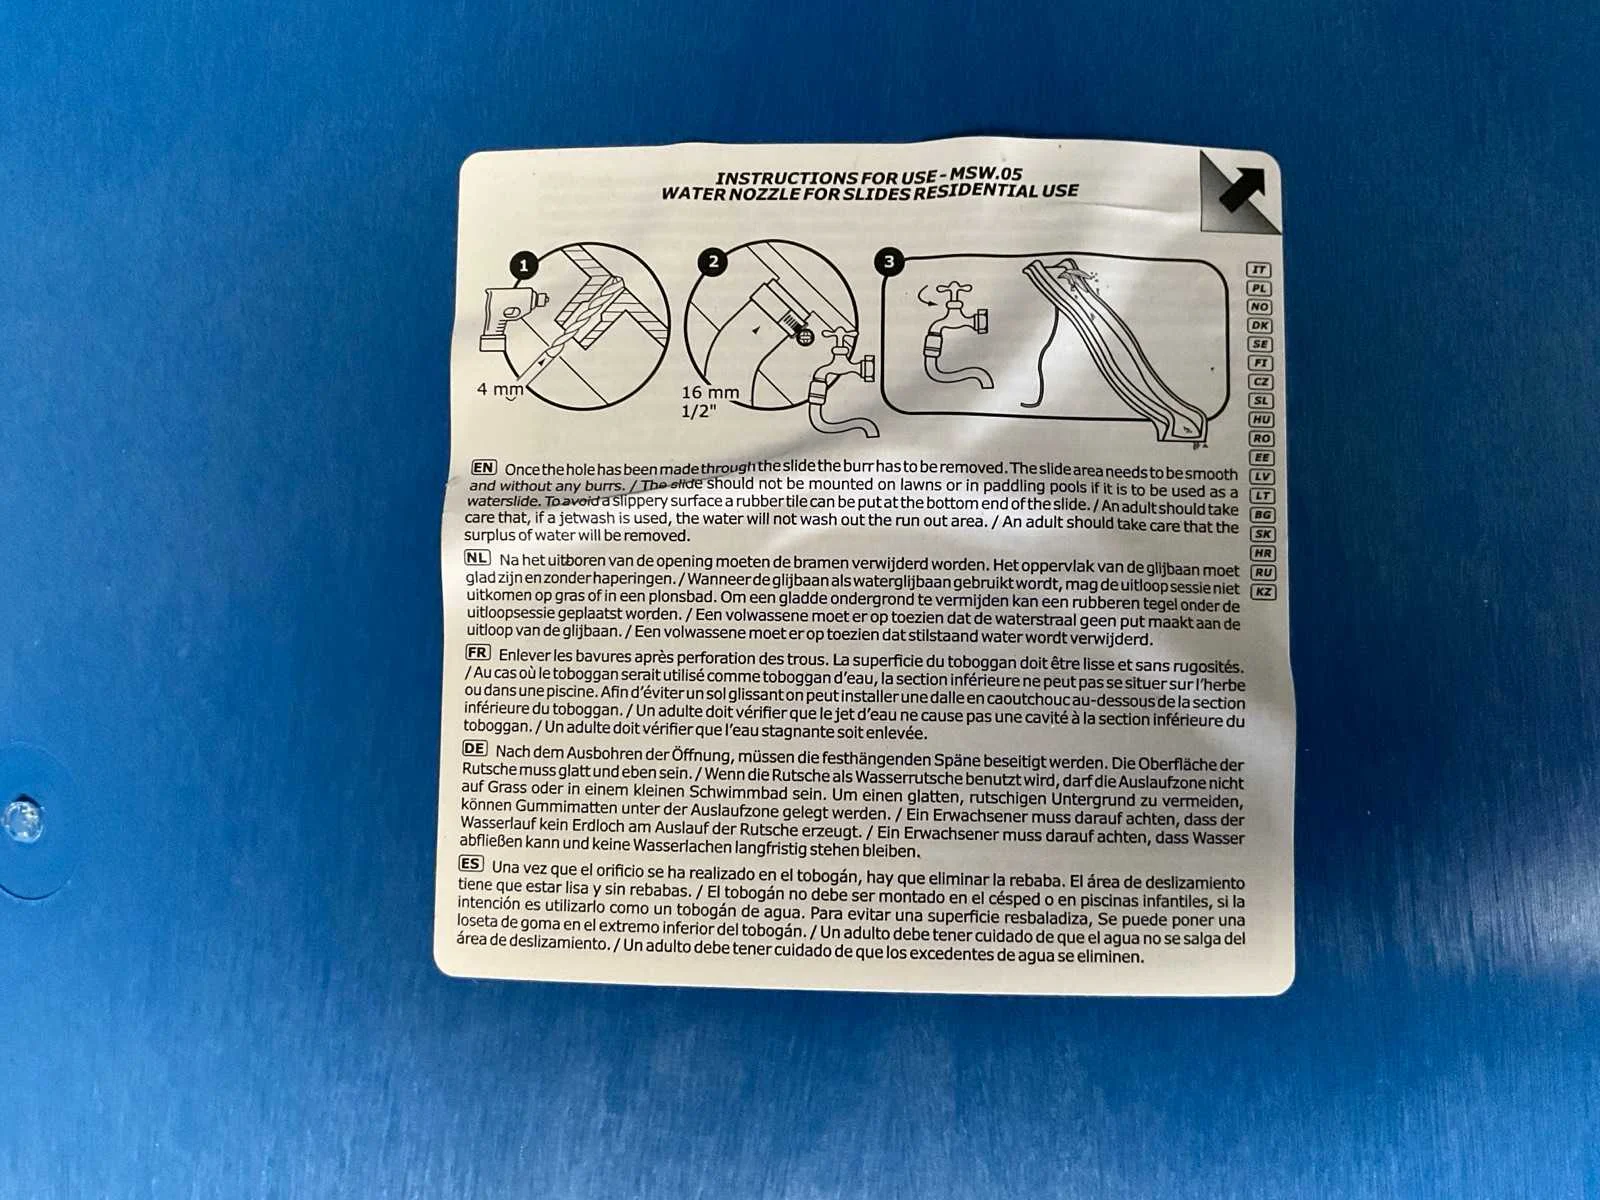 INSTRUCTIONS FOR USE - MSW.05
WATER NOZZLE FOR SLIDES RESIDENTIAL USE
1
2
3
4 mm
16 mm
1/2"
IT
PL
NO
DK
SE
FI
CZ
SL
HU
RO
EE
LV
LT
BG
SK
HR
RU
KZ
EN Once the hole has been made through the slide the burr has to be removed. The slide area needs to be smooth
and without any burrs. / The slide should not be mounted on lawns or in paddling pools if it is to be used as a
waterslide. To avoid a slippery surface a rubber tile can be put at the bottom end of the slide. / An adult should take
care that, if a jetwash is used, the water will not wash out the run out area. / An adult should take care that the
surplus of water will be removed.
NL Na het uitboren van de opening moeten de bramen verwijderd worden. Het oppervlak van de glijbaan moet
glad zijn en zonder haperingen. / Wanneer de glijbaan als waterglijbaan gebruikt wordt, mag de uitloop sessie niet
uitkomen op gras of in een plonsbad. Om een gladde ondergrond te vermijden kan een rubberen tegel onder de
uitloopsessie geplaatst worden. / Een volwassene moet er op toezien dat de waterstraal geen put maakt aan de
uitloop van de glijbaan. / Een volwassene moet er op toezien dat stilstaand water wordt verwijderd.
FR Enlever les bavures après perforation des trous. La superficie du toboggan doit être lisse et sans rugosités.
/ Au cas où le toboggan serait utilisé comme toboggan d'eau, la section inférieure ne peut pas se situer sur l'herbe
ou dans une piscine. Afin d'éviter un sol glissant on peut installer une dalle en caoutchouc au-dessous de la section
inférieure du toboggan. / Un adulte doit vérifier que le jet d'eau ne cause pas une cavité à la section inférieure du
toboggan. / Un adulte doit vérifier que l'eau stagnante soit enlevée.
DE Nach dem Ausbohren der Öffnung, müssen die festhängenden Späne beseitigt werden. Die Oberfläche der
Rutsche muss glatt und eben sein. / Wenn die Rutsche als Wasserrutsche benutzt wird, darf die Auslaufzone nicht
auf Grass oder in einem kleinen Schwimmbad sein. Um einen glatten, rutschigen Untergrund zu vermeiden,
können Gummimatten unter der Auslaufzone gelegt werden. / Ein Erwachsener muss darauf achten, dass der
Wasserlauf kein Erdloch am Auslauf der Rutsche erzeugt. / Ein Erwachsener muss darauf achten, dass Wasser
abfließen kann und keine Wasserlachen langfristig stehen bleiben.
ES Una vez que el orificio se ha realizado en el tobogán, hay que eliminar la rebaba. El área de deslizamiento
tiene que estar lisa y sin rebabas. / El tobogán no debe ser montado en el césped o en piscinas infantiles, si la
intención es utilizarlo como un tobogán de agua. Para evitar una superficie resbaladiza, Se puede poner una
loseta de goma en el extremo inferior del tobogán. / Un adulto debe tener cuidado de que el agua no se salga del
área de deslizamiento. / Un adulto debe tener cuidado de que los excedentes de agua se eliminen.